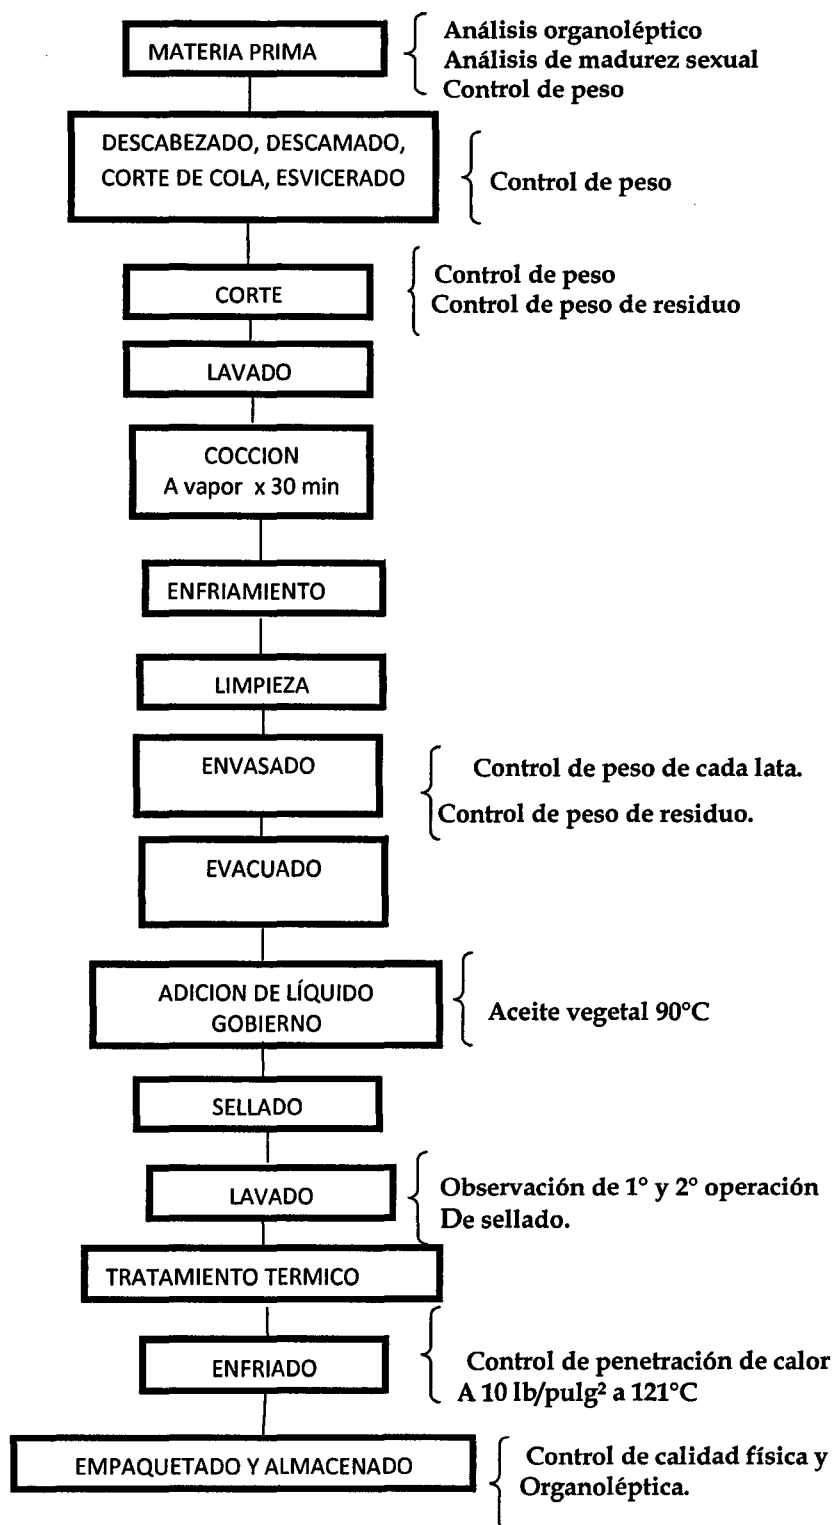 MATERIA PRIMA
Análisis organoléptico
Análisis de madurez sexual
Control de peso
DESCABEZADO, DESCAMADO,
CORTE DE COLA, ESVICERADO
Control de peso
CORTE
Control de peso
Control de peso de residuo
LAVADO
COCCION
A vapor x 30 min
ENFRIAMIENTO
LIMPIEZA
ENVASADO
Control de peso de cada lata.
Control de peso de residuo.
EVACUADO
ADICION DE LÍQUIDO
GOBIERNO
Aceite vegetal 90°C
SELLADO
LAVADO
Observación de 1° y 2° operación
De sellado.
TRATAMIENTO TERMICO
ENFRIADO
Control de penetración de calor
A 10 lb/pulg² a 121°C
EMPAQUETADO Y ALMACENADO
Control de calidad física y
Organoléptica.